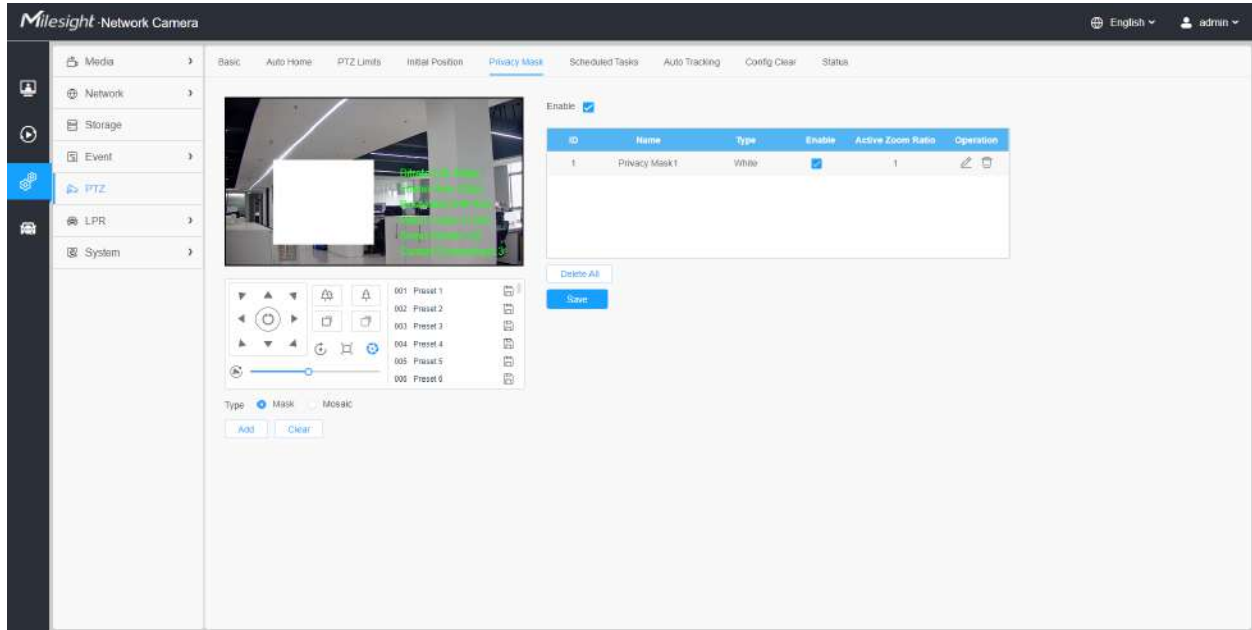 Milesight Network Camera
English
admin
Media
Network
Storage
Event
PTZ
LPR
System
Basic Auto Home PTZ Limits Initial Position Privacy Mask Scheduled Tasks Auto Tracking Config Clear Status
Enable
ID Name Type Enable Active Zoom Ratio Operation
1 Privacy Mask1 White 1
Delete All
Save
001 Preset 1
002 Preset 2
003 Preset 3
004 Preset 4
005 Preset 5
006 Preset 6
Type Mask Mosaic
Add Clear